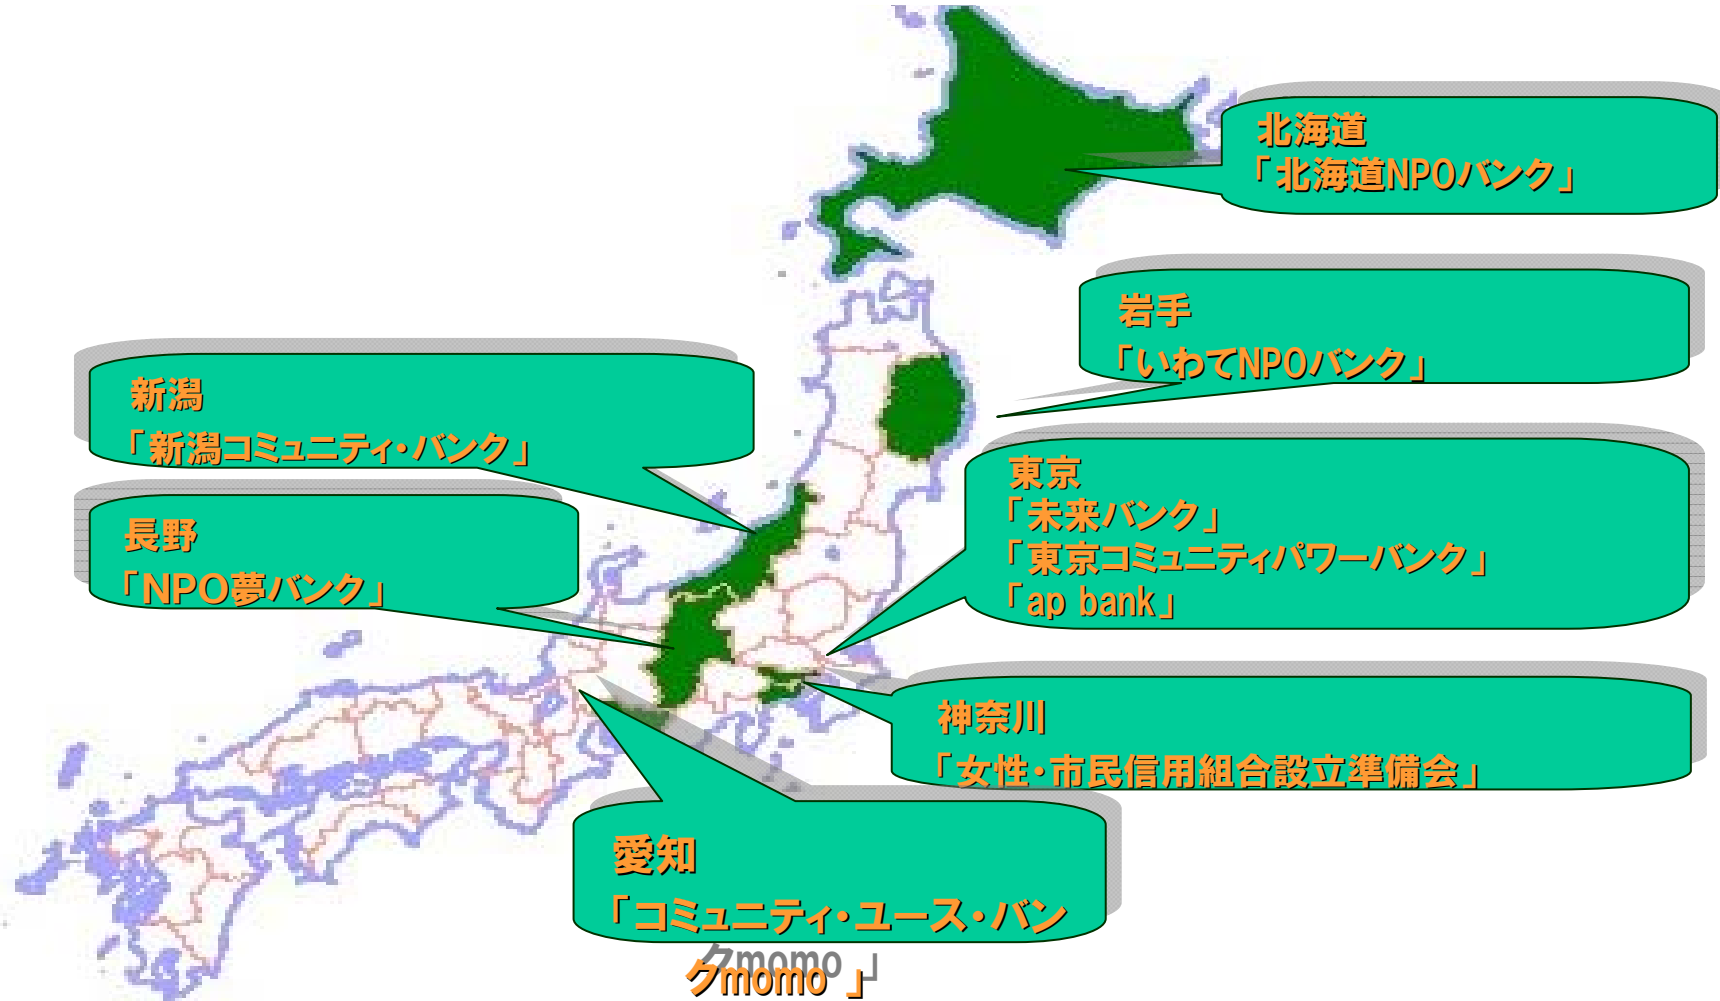 北海道
「北海道NPOバンク」
岩手
「いわてNPOバンク」
新潟
「新潟コミュニティ・バンク」
東京
「未来バンク」
「東京コミュニティパワーバンク」
「ap bank」
長野
「NPO夢バンク」
神奈川
「女性・市民信用組合設立準備会」
愛知
「コミュニティ・ユース・バン
クmomo 」